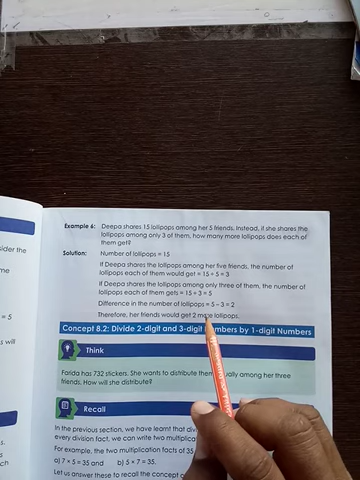 sider the
me
= 5
s will
s.
cs.
ch
Example 6: Deepa shares 15 lollipops among her 5 friends. Instead, if she shares the
lollipops among only 3 of them, how many more lollipops does each of
them get?
Solution: Number of lollipops = 15
If Deepa shares the lollipops among her five friends, the number of
lollipops each of them would get = 15 ÷ 5 = 3
If Deepa shares the lollipops among only three of them, the number of
lollipops each of them gets = 15 ÷ 3 = 5
Difference in the number of lollipops = 5 – 3 = 2
Therefore, her friends would get 2 more lollipops.
Concept 8.2: Divide 2-digit and 3-digit Numbers by 1-digit Numbers
Think
Farida has 732 stickers. She wants to distribute them equally among her three
friends. How will she distribute?
Recall
In the previous section, we have learnt that
every division fact, we can write two
For example, the two multiplication facts of 35
a) 7 × 5 = 35 and b) 5 × 7 = 35.
Let us answer these to recall the concept